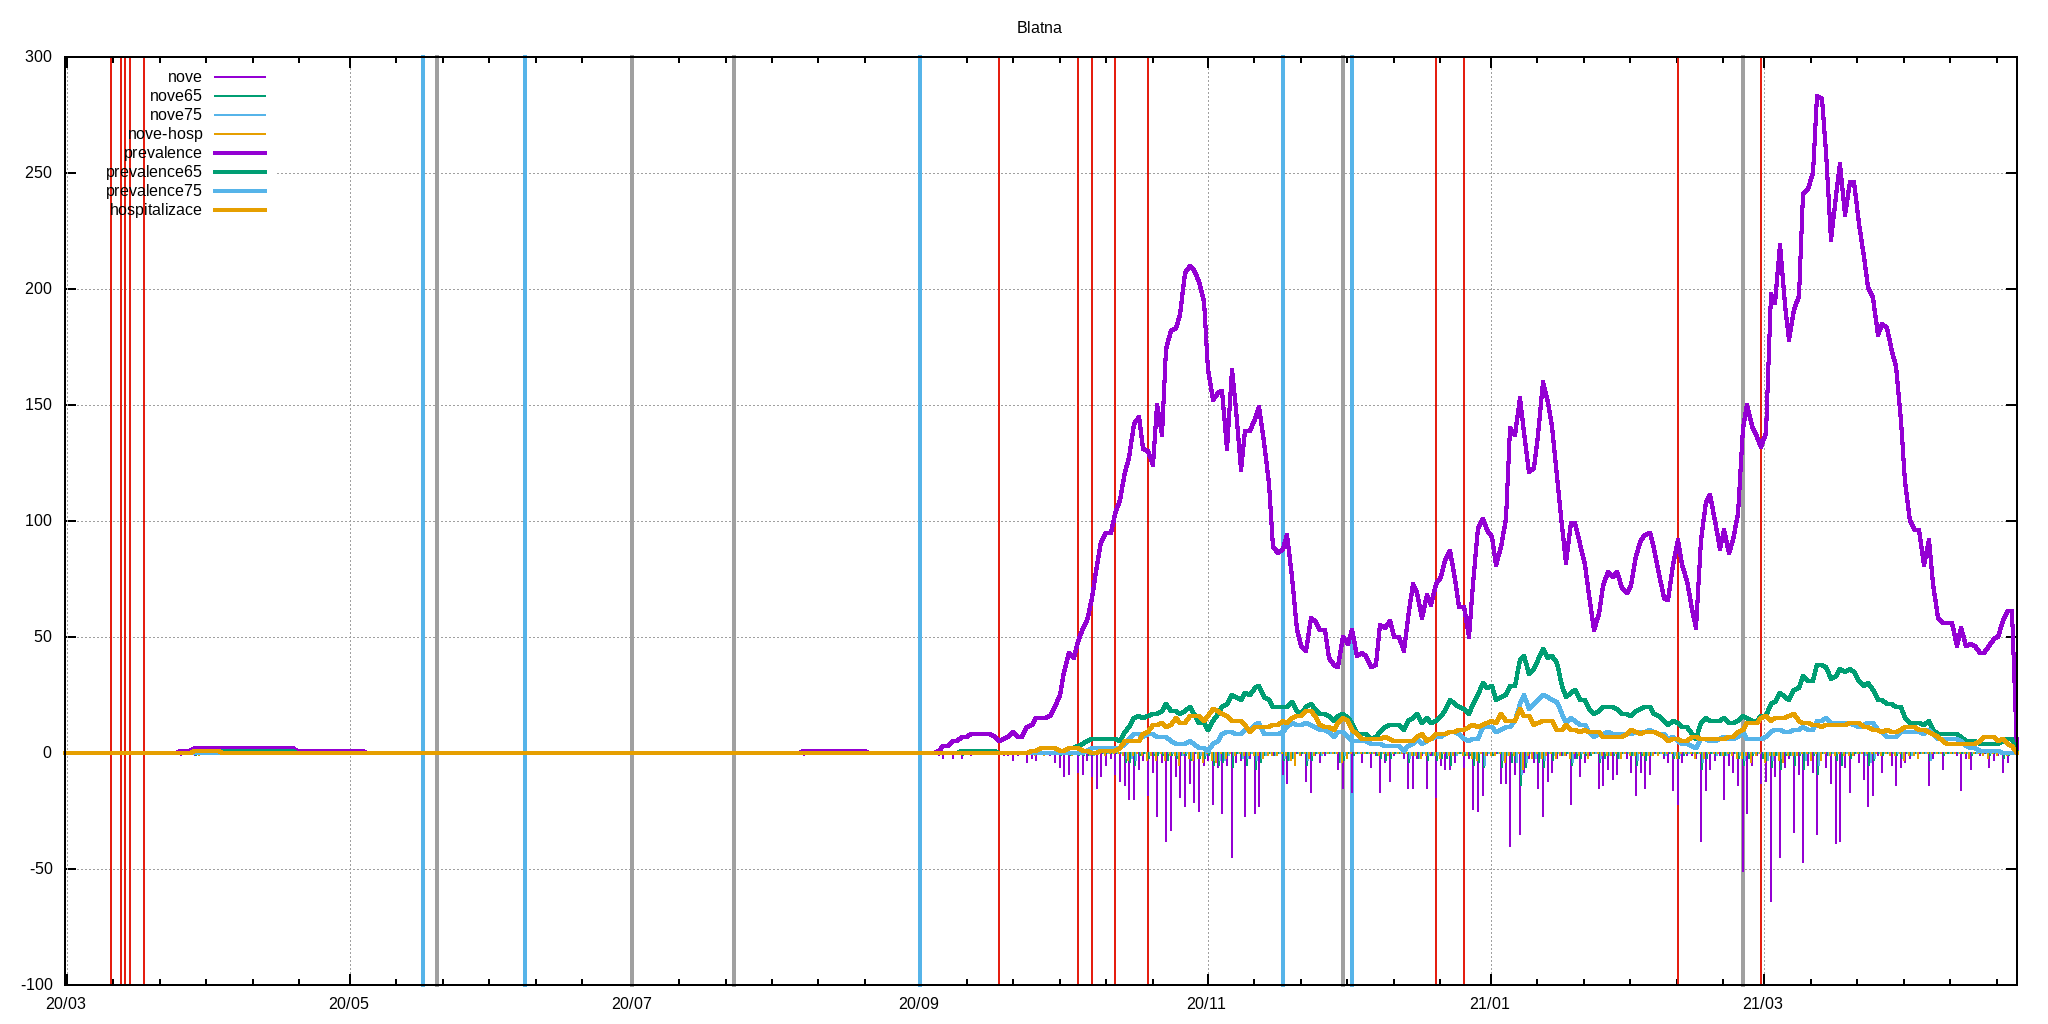 Blatna
300
250
200
150
100
50
0
-50
-100
nove
nove65
nove75
nove-hosp
prevalence
prevalence65
prevalence75
hospitalizace
20/03 20/05 20/07 20/09 20/11 21/01 21/03